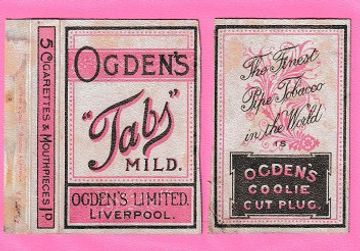 5 CIGARETTES & MOUTHPIECES 1D
OGDEN'S
"Tabs"
MILD.
OGDEN'S LIMITED.
LIVERPOOL.
The Finest
Pipe Tobacco
in the World
IS
OGDEN'S
COOLIE
CUT PLUG.